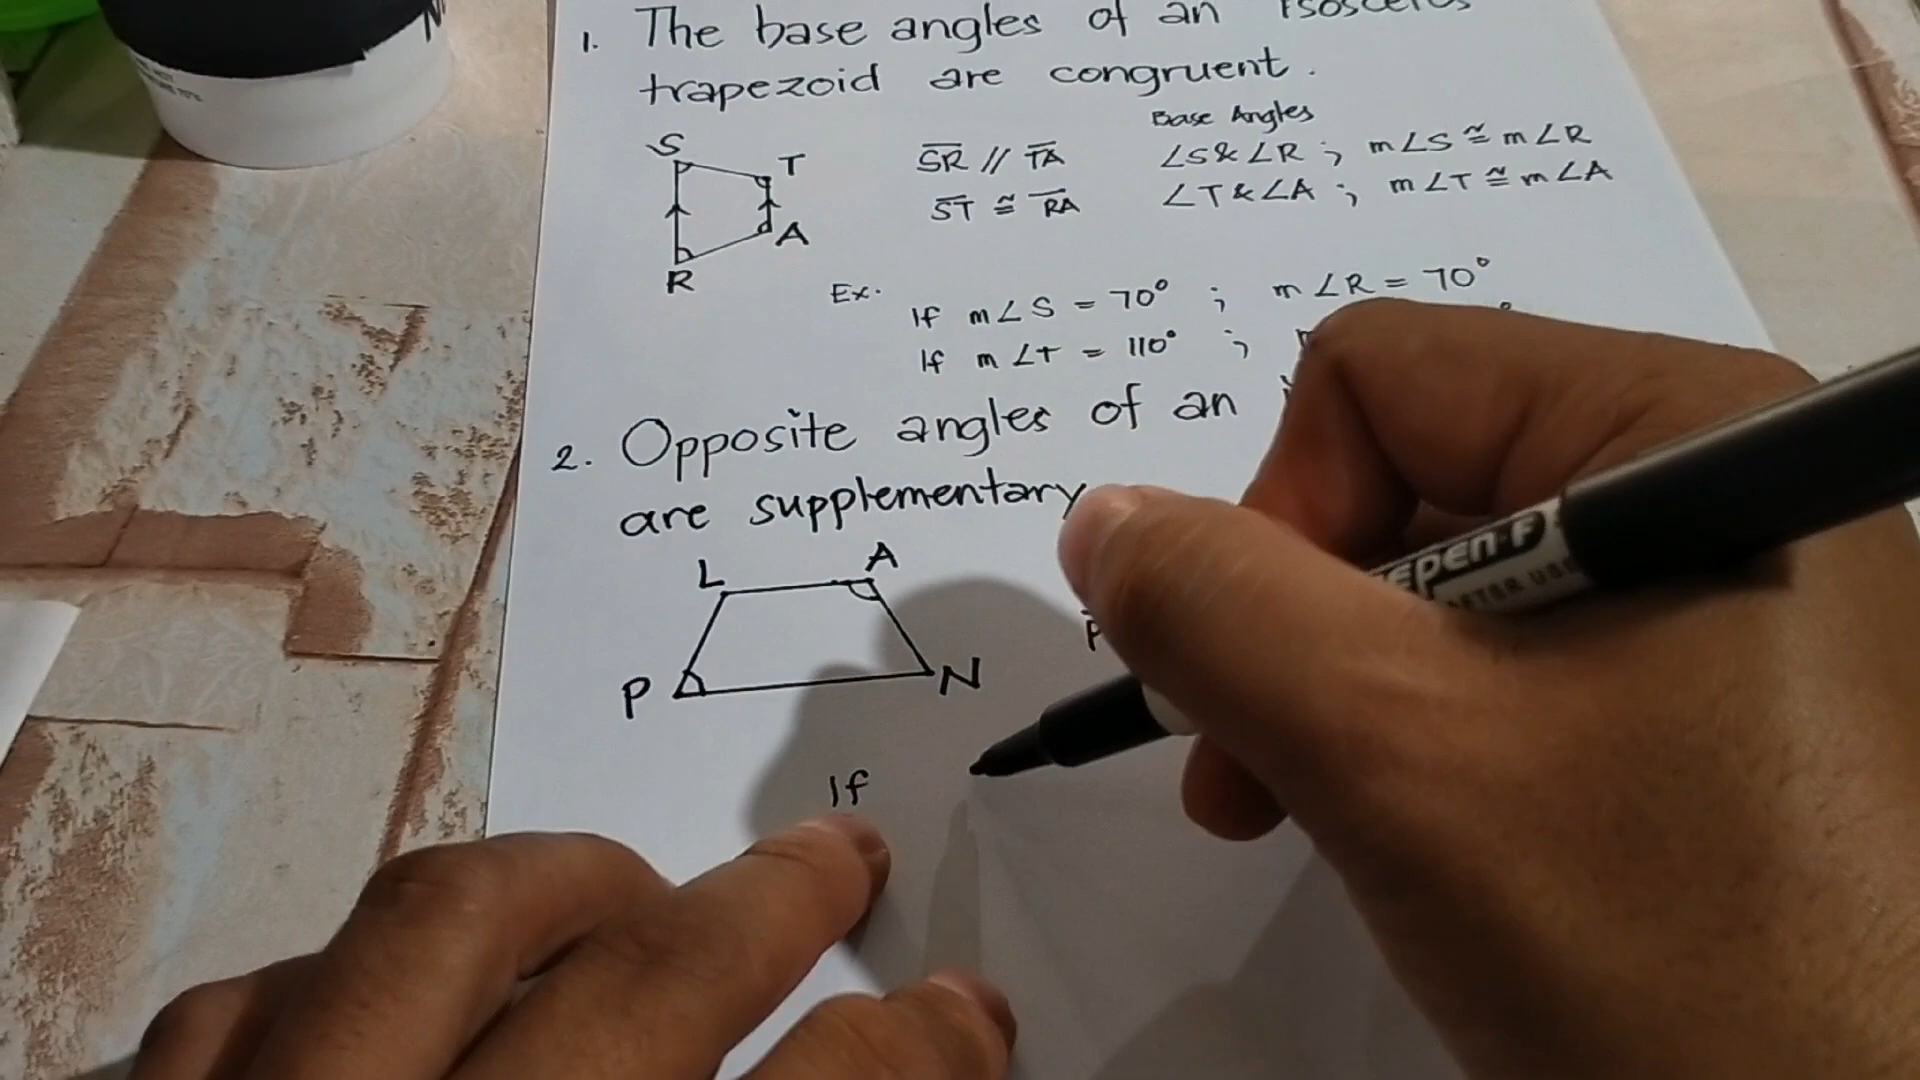 1. The base angles of an Isosceles
trapezoid are congruent.
Base Angles
S
T
A
R
SR // TA
∠S & ∠R ; m∠S ≅ m∠R
ST ≅ RA
∠T & ∠A ; m∠T ≅ m∠A
Ex.
If m∠S = 70° ; m∠R = 70°
If m∠T = 110° ;
2. Opposite angles of an
are supplementary
L
A
P
N
If